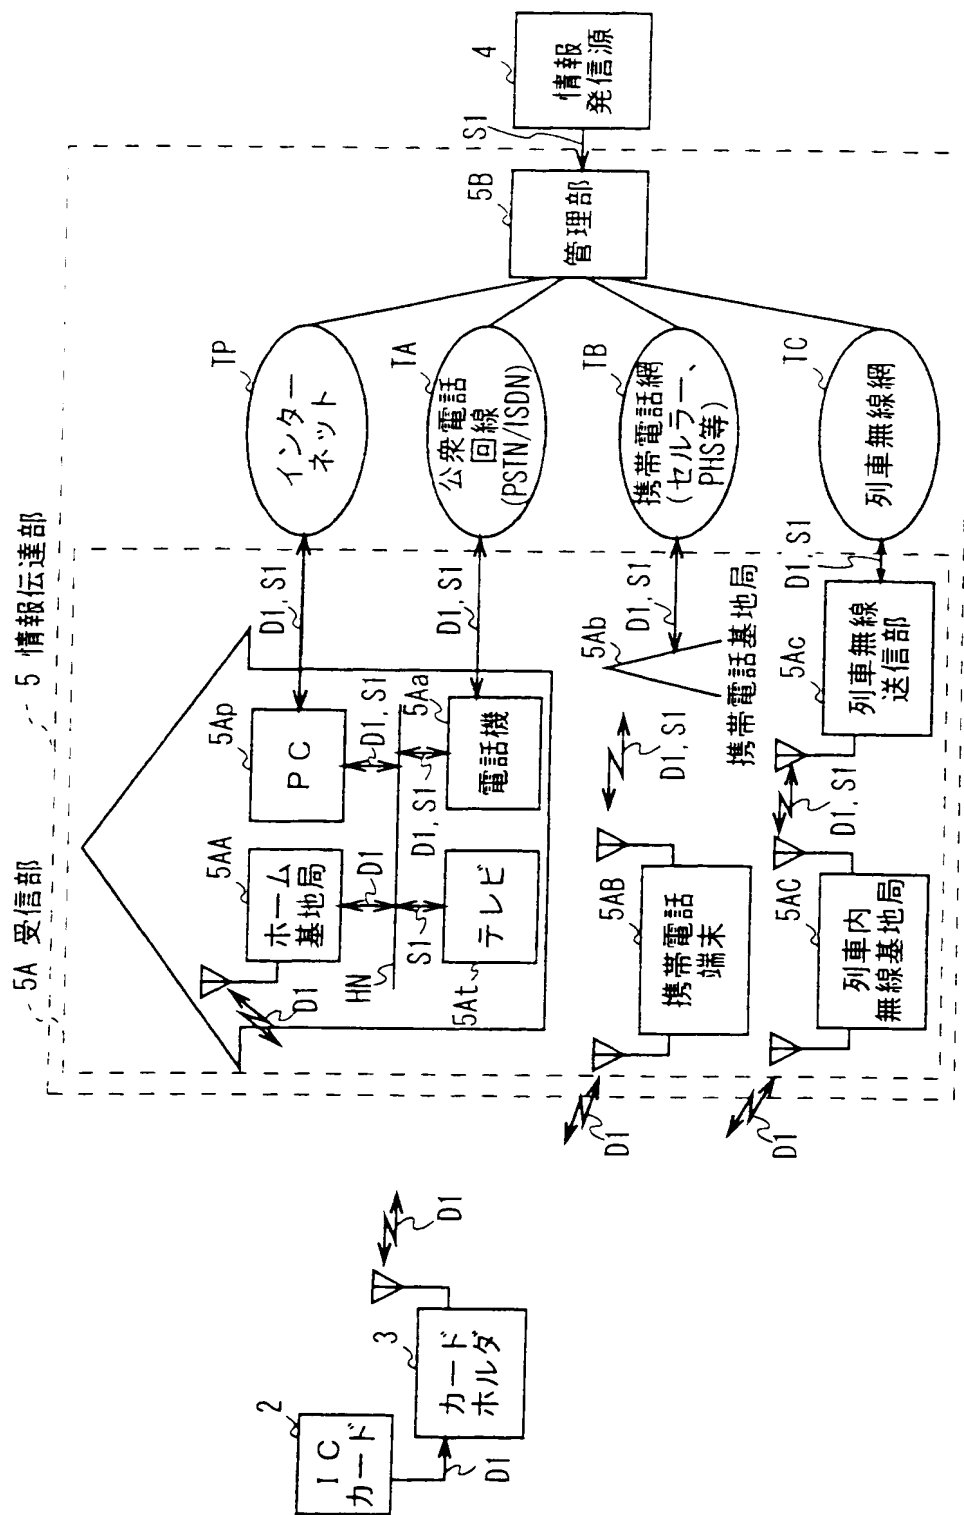 5 情報伝達部
5A 受信部
4
情報
発信源
S1
5B
管理部
TP
インター
ネット
TA
公衆電話
回線
(PSTN/ISDN)
TB
携帯電話網
(セルラー、
PHS等)
TC
列車無線網
D1, S1
D1, S1
D1, S1
D1, S1
5Ap
PC
D1, S1
5Aa
電話機
D1, S1
5AA
ホーム
基地局
D1
D1
HN
S1
5At
テレビ
5Ab
携帯電話基地局
D1, S1
5AB
携帯電話
端末
D1
5Ac
列車無線
送信部
D1, S1
5AC
列車内
無線基地局
D1
2
IC
カード
D1
3
カード
ホルダ
D1